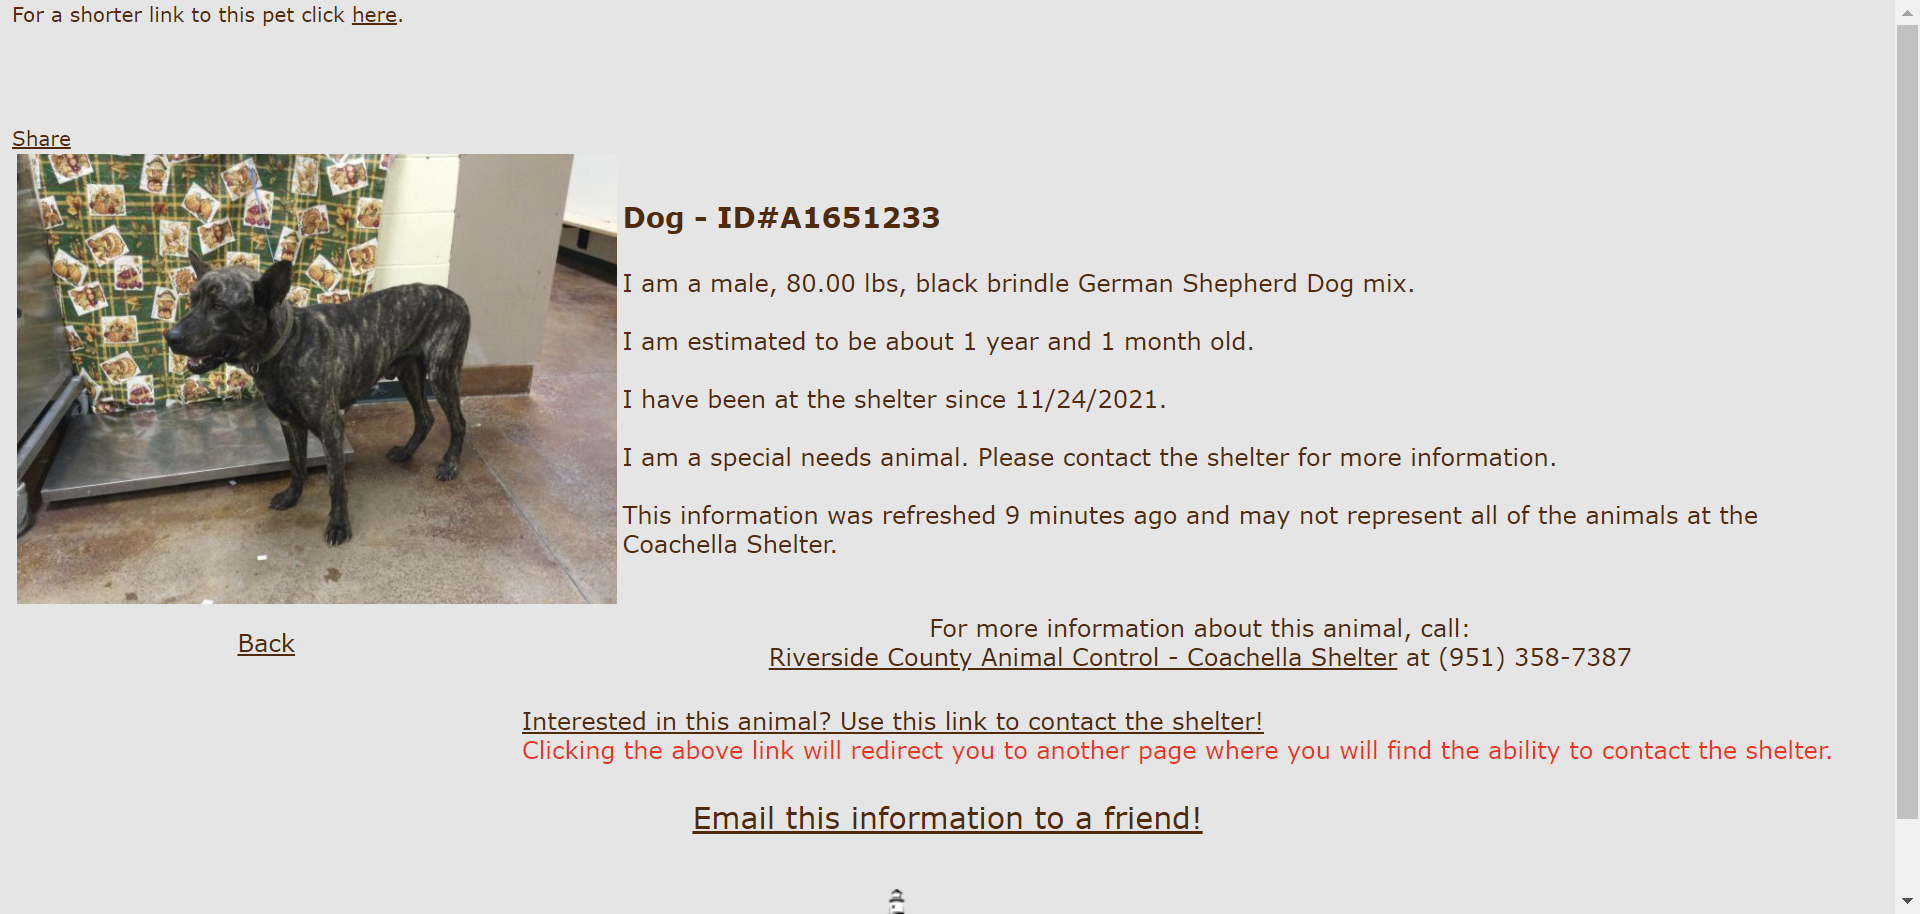 For a shorter link to this pet click here.
Share
Dog - ID#A1651233
I am a male, 80.00 lbs, black brindle German Shepherd Dog mix.
I am estimated to be about 1 year and 1 month old.
I have been at the shelter since 11/24/2021.
I am a special needs animal. Please contact the shelter for more information.
This information was refreshed 9 minutes ago and may not represent all of the animals at the
Coachella Shelter.
Back
For more information about this animal, call:
Riverside County Animal Control - Coachella Shelter at (951) 358-7387
Interested in this animal? Use this link to contact the shelter!
Clicking the above link will redirect you to another page where you will find the ability to contact the shelter.
Email this information to a friend!